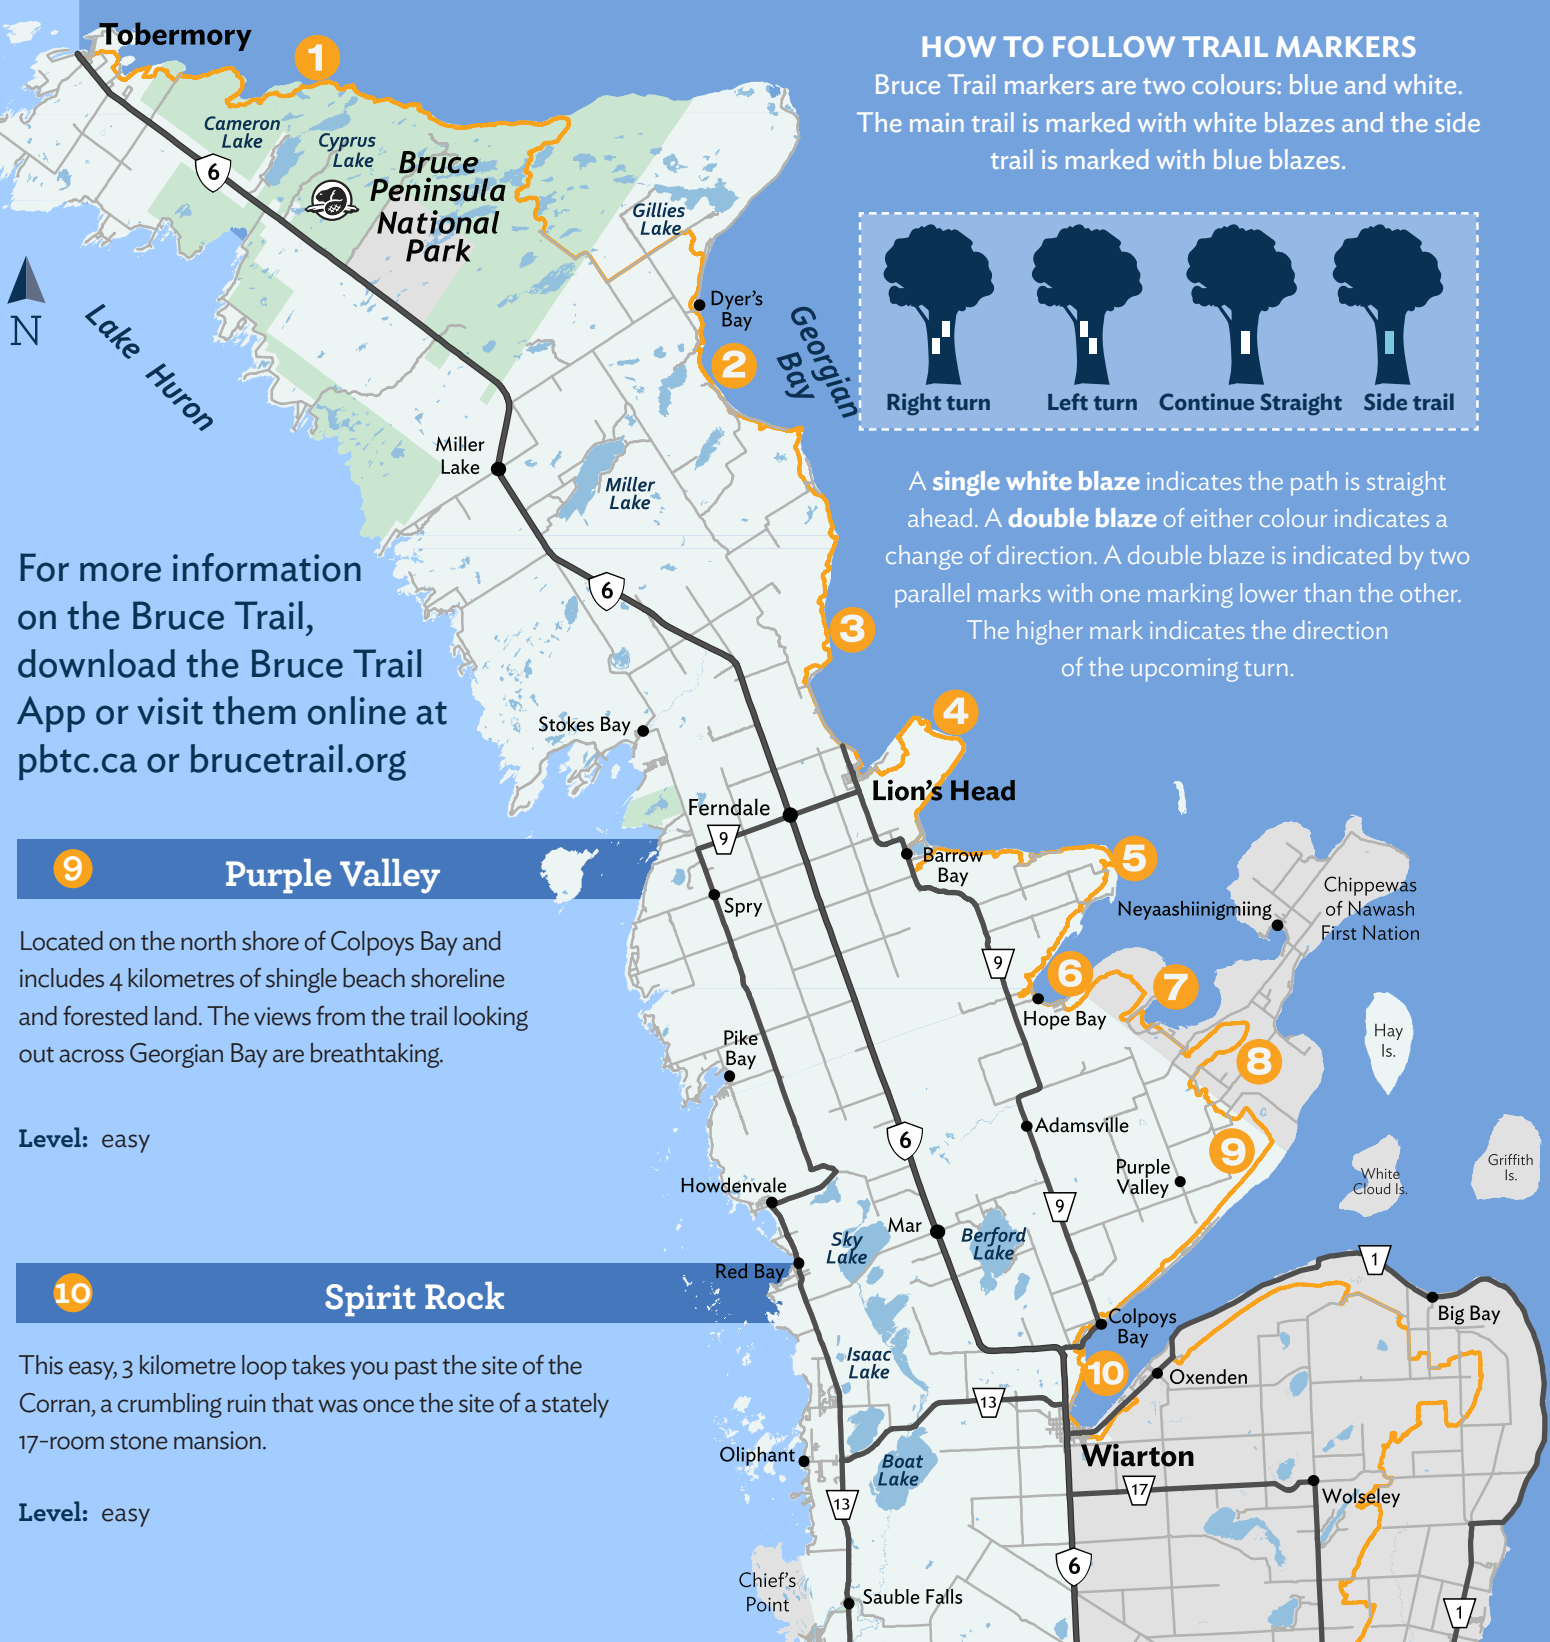 Tobermory
1
HOW TO FOLLOW TRAIL MARKERS
Bruce Trail markers are two colours: blue and white.
The main trail is marked with white blazes and the side
trail is marked with blue blazes.
Cameron
Lake
Cyprus
Lake
6
Bruce
Peninsula
National
Park
Gillies
Lake
N
Lake Huron
Dyer's
Bay
2
Georgian
Bay
Right turn
Left turn
Continue Straight
Side trail
Miller
Lake
Miller
Lake
A single white blaze indicates the path is straight
ahead. A double blaze of either colour indicates a
change of direction. A double blaze is indicated by two
parallel marks with one marking lower than the other.
The higher mark indicates the direction
of the upcoming turn.
For more information
on the Bruce Trail,
download the Bruce Trail
App or visit them online at
pbtc.ca or brucetrail.org
6
3
4
Stokes Bay
Lion's Head
Ferndale
9
Barrow
Bay
5
9 Purple Valley
Spry
Neyaashiinigmiing
Chippewas
of Nawash
First Nation
Located on the north shore of Colpoys Bay and
includes 4 kilometres of shingle beach shoreline
and forested land. The views from the trail looking
out across Georgian Bay are breathtaking.
9
6
7
Hope Bay
Hay
Is.
Pike
Bay
8
Level: easy
6
Adamsville
9
Purple
Valley
White
Cloud Is.
Griffith
Is.
Howdenvale
9
Mar
Sky
Lake
Berford
Lake
1
Red Bay
10 Spirit Rock
Colpoys
Bay
Big Bay
This easy, 3 kilometre loop takes you past the site of the
Corran, a crumbling ruin that was once the site of a stately
17-room stone mansion.
Isaac
Lake
10
Oxenden
13
Oliphant
Boat
Lake
Wiarton
17
Wolseley
13
Level: easy
6
Chief's
Point
Sauble Falls
1